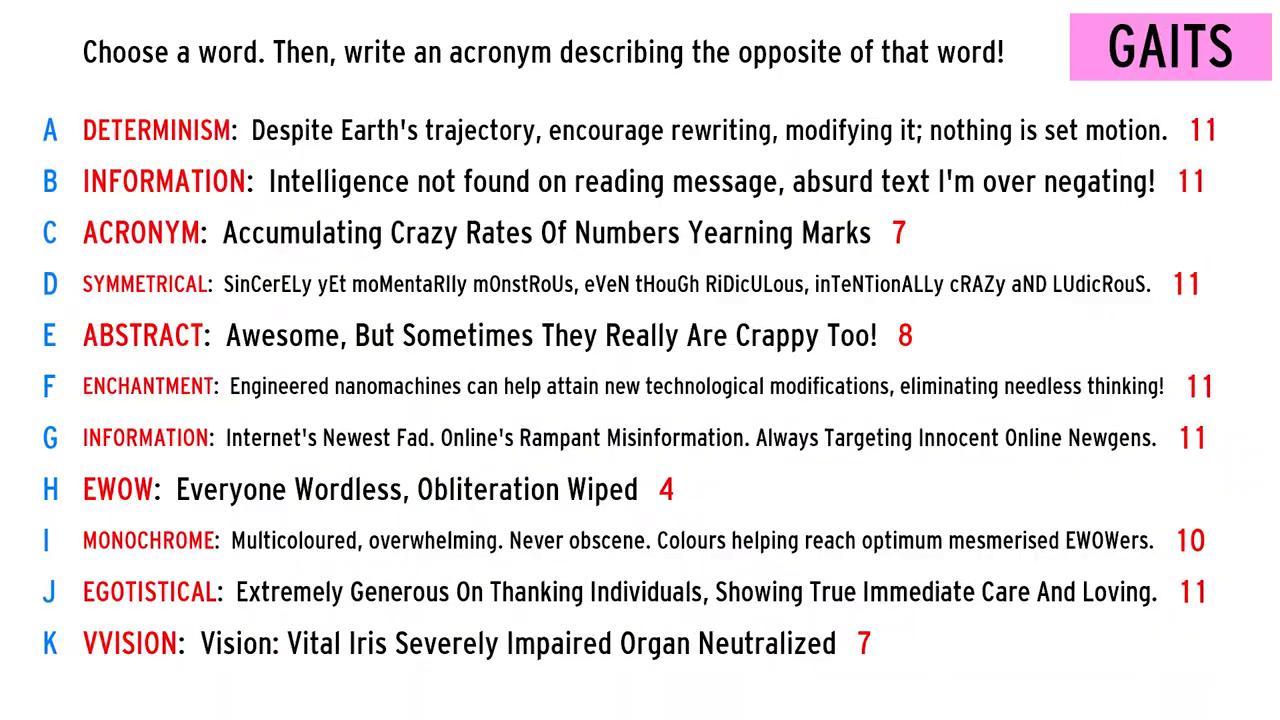 Choose a word. Then, write an acronym describing the opposite of that word!
GAITS
A DETERMINISM: Despite Earth's trajectory, encourage rewriting, modifying it; nothing is set motion. 11
B INFORMATION: Intelligence not found on reading message, absurd text I'm over negating! 11
C ACRONYM: Accumulating Crazy Rates Of Numbers Yearning Marks 7
D SYMMETRICAL: SinCerELy yEt moMentaRIly mOnstRoUs, eVeN tHouGh RiDicULous, inTeNTionALLy cRAZy aND LUdicRouS. 11
E ABSTRACT: Awesome, But Sometimes They Really Are Crappy Too! 8
F ENCHANTMENT: Engineered nanomachines can help attain new technological modifications, eliminating needless thinking! 11
G INFORMATION: Internet's Newest Fad. Online's Rampant Misinformation. Always Targeting Innocent Online Newgens. 11
H EWOW: Everyone Wordless, Obliteration Wiped 4
I MONOCHROME: Multicoloured, overwhelming. Never obscene. Colours helping reach optimum mesmerised EWOWers. 10
J EGOTISTICAL: Extremely Generous On Thanking Individuals, Showing True Immediate Care And Loving. 11
K VVISION: Vision: Vital Iris Severely Impaired Organ Neutralized 7